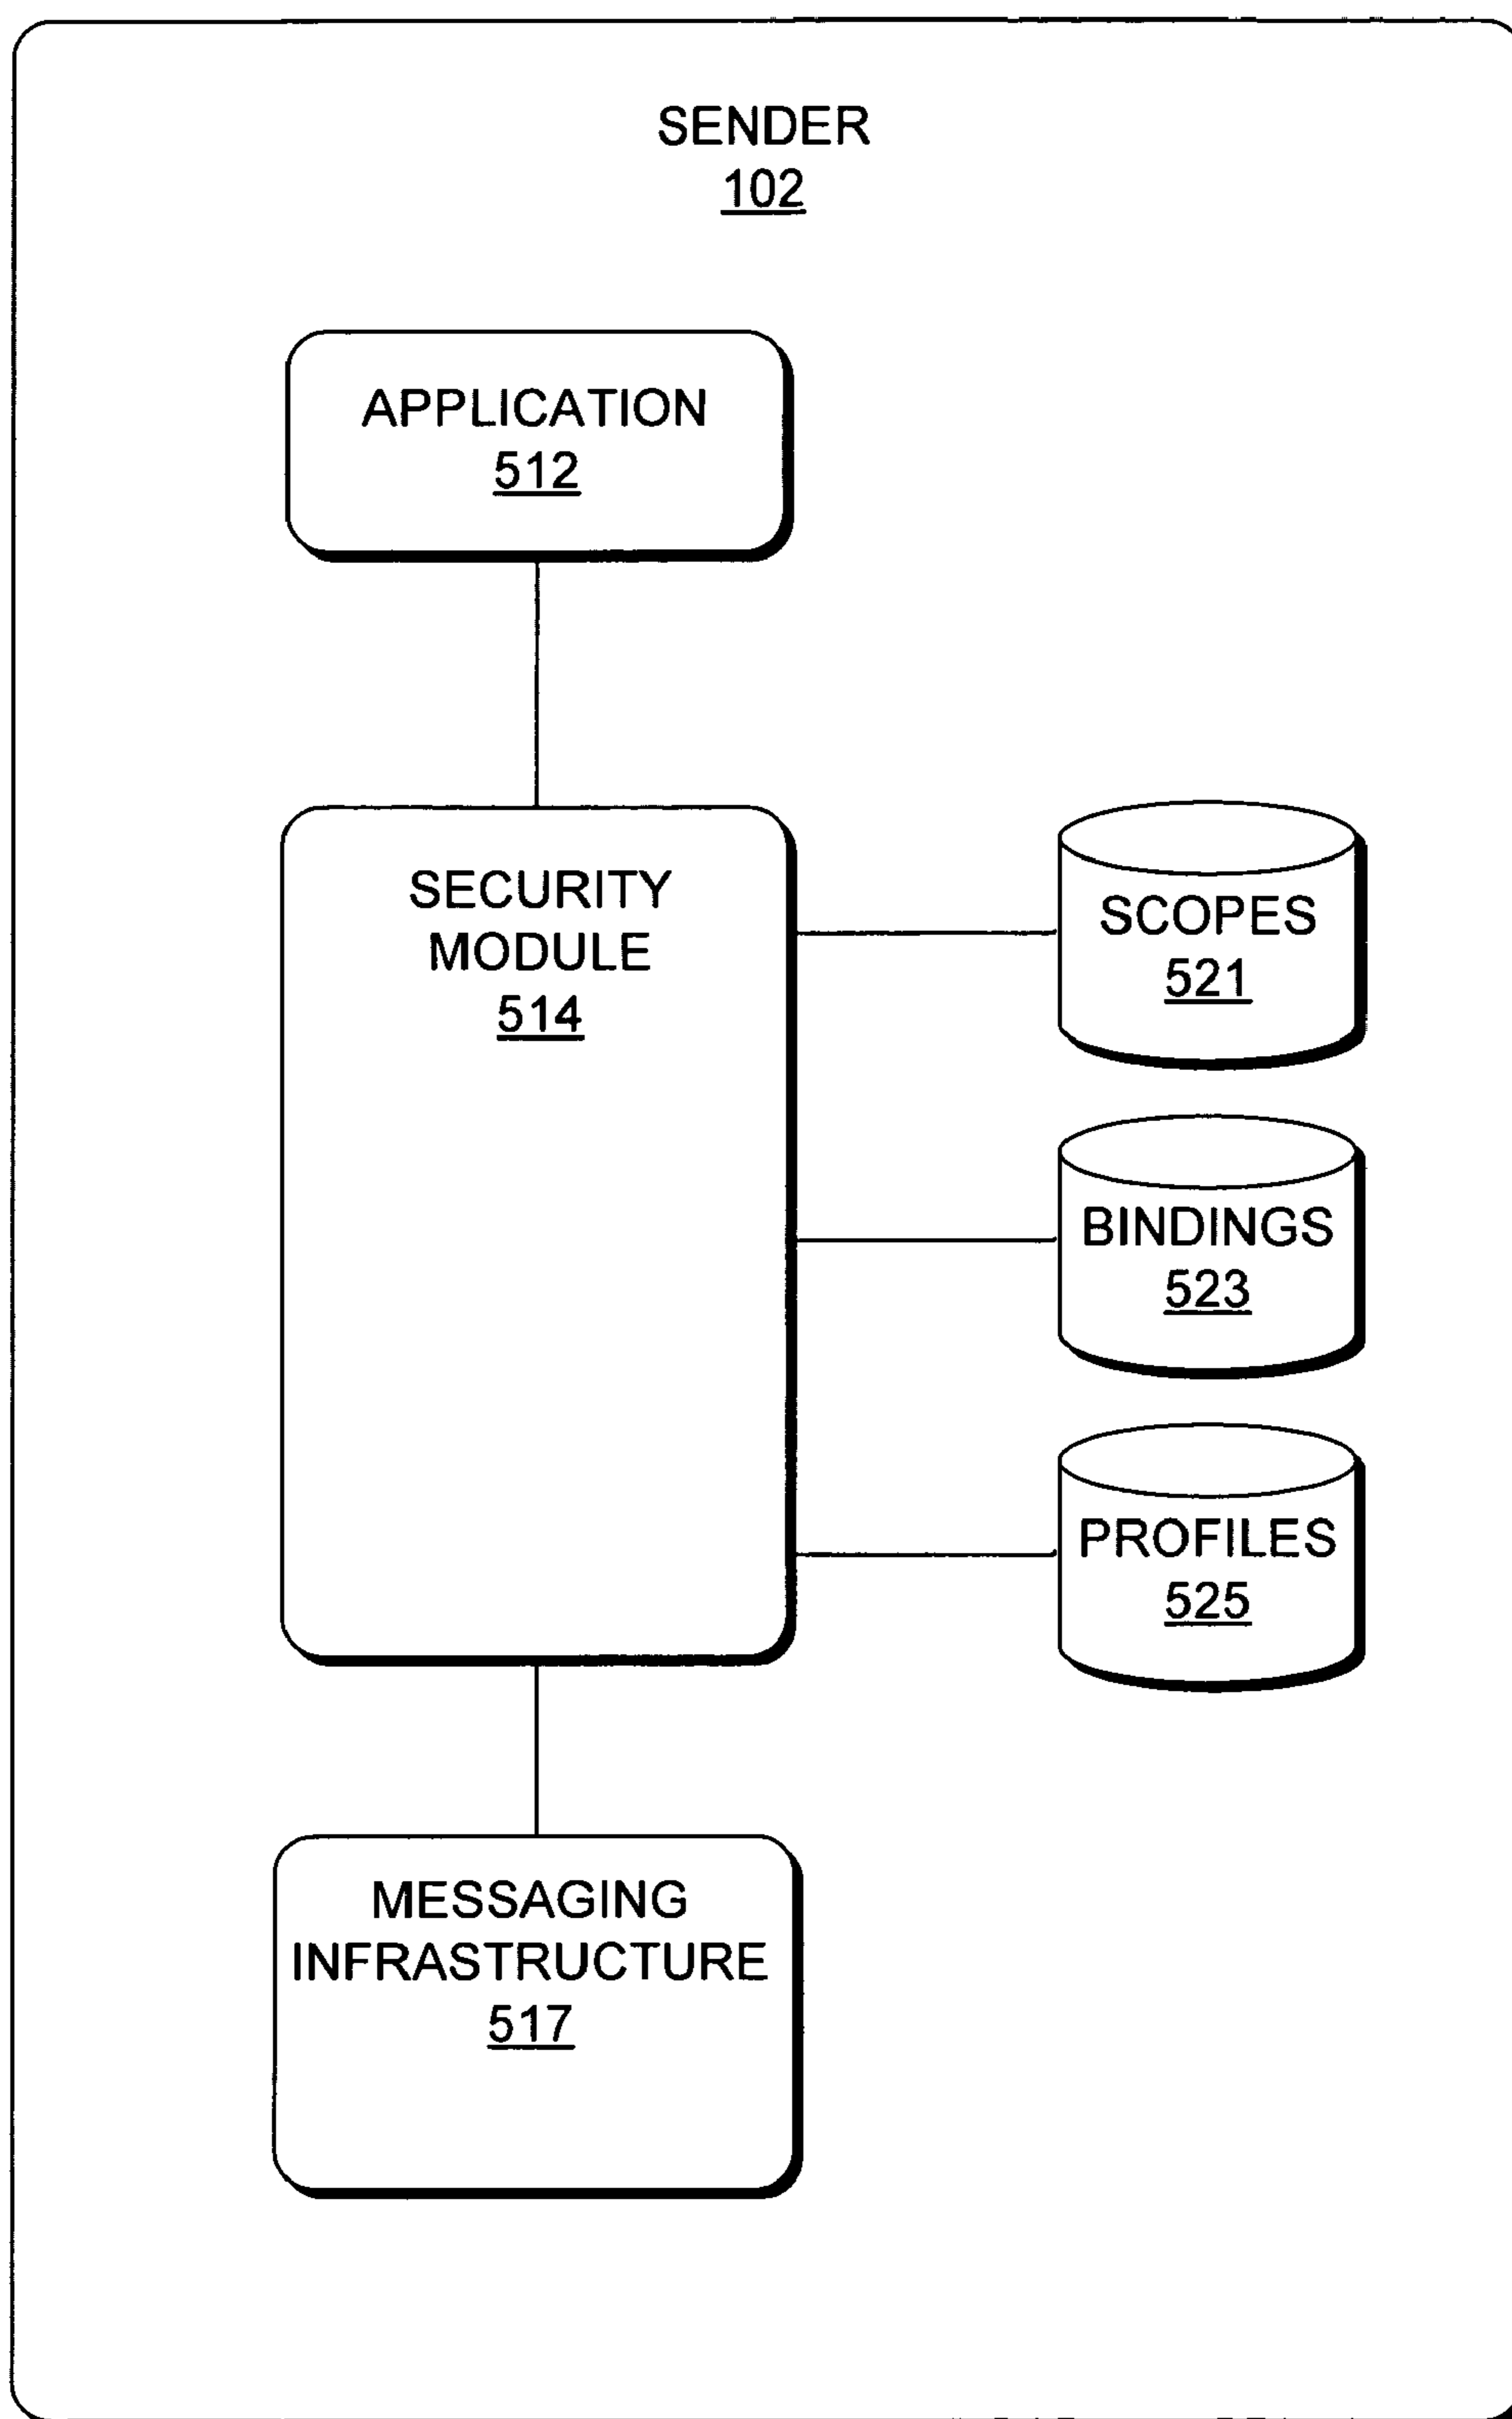 SENDER
102
APPLICATION
512
SECURITY
MODULE
514
SCOPES
521
BINDINGS
523
PROFILES
525
MESSAGING
INFRASTRUCTURE
517